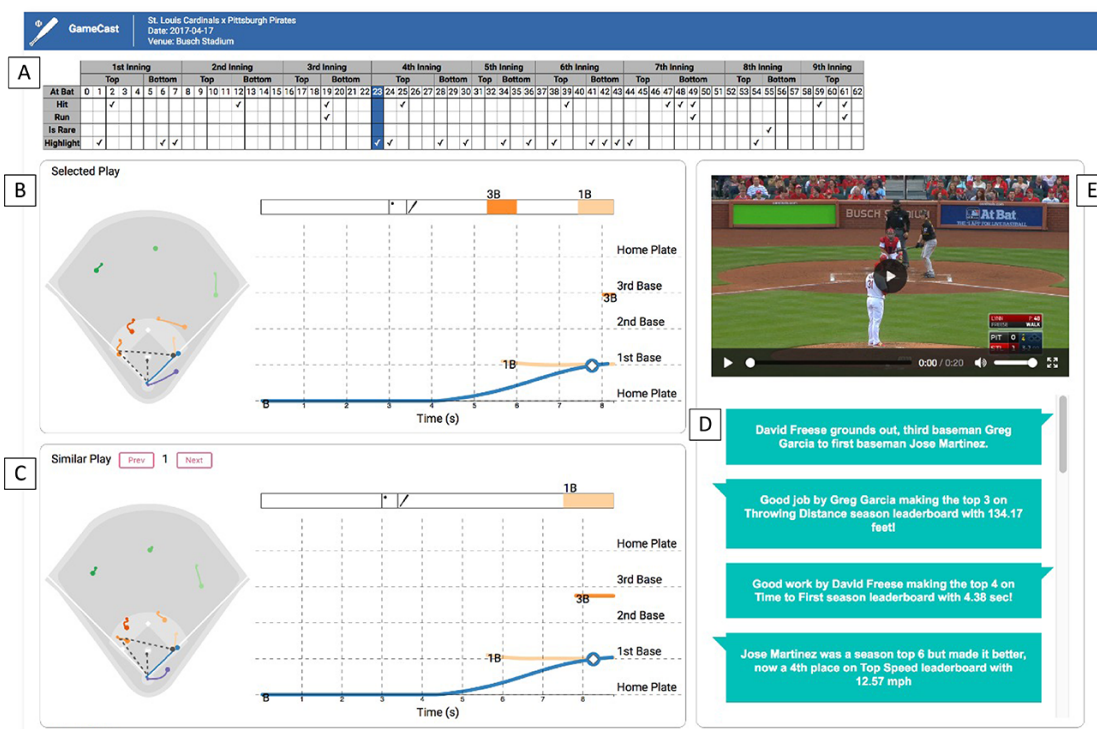 GameCast
St. Louis Cardinals x Pittsburgh Pirates
Date: 2017-04-17
Venue: Busch Stadium
A
1st Inning 2nd Inning 3rd Inning 4th Inning 5th Inning 6th Inning 7th Inning 8th Inning 9th Inning
Top Bottom Top Bottom Top Bottom Top Bottom Top Bottom Top Bottom Top Bottom Top Bottom Top
At Bat 0 1 2 3 4 5 6 7 8 9 10 11 12 13 14 15 16 17 18 19 20 21 22 23 24 25 26 27 28 29 30 31 32 34 35 36 37 38 39 40 41 42 43 44 45 46 47 48 49 50 51 52 53 54 55 56 57 58 59 60 61 62
Hit
Run
Is Rare
Highlight
B
Selected Play
3B 1B
Home Plate
3rd Base
3B
2nd Base
1st Base
1B
Home Plate
B
1 2 3 4 5 6 7 8
Time (s)
C
Similar Play Prev 1 Next
1B
Home Plate
3rd Base
3B
2nd Base
1st Base
1B
Home Plate
B
1 2 3 4 5 6 7 8
Time (s)
E
BUSCH
At Bat
LYNN
WALK
PIT 0
STL 1
0:00 / 0:20
D
David Freese grounds out, third baseman Greg
Garcia to first baseman Jose Martinez.
Good job by Greg Garcia making the top 3 on
Throwing Distance season leaderboard with 134.17
feet!
Good work by David Freese making the top 4 on
Time to First season leaderboard with 4.38 sec!
Jose Martinez was a season top 6 but made it better,
now a 4th place on Top Speed leaderboard with
12.57 mph